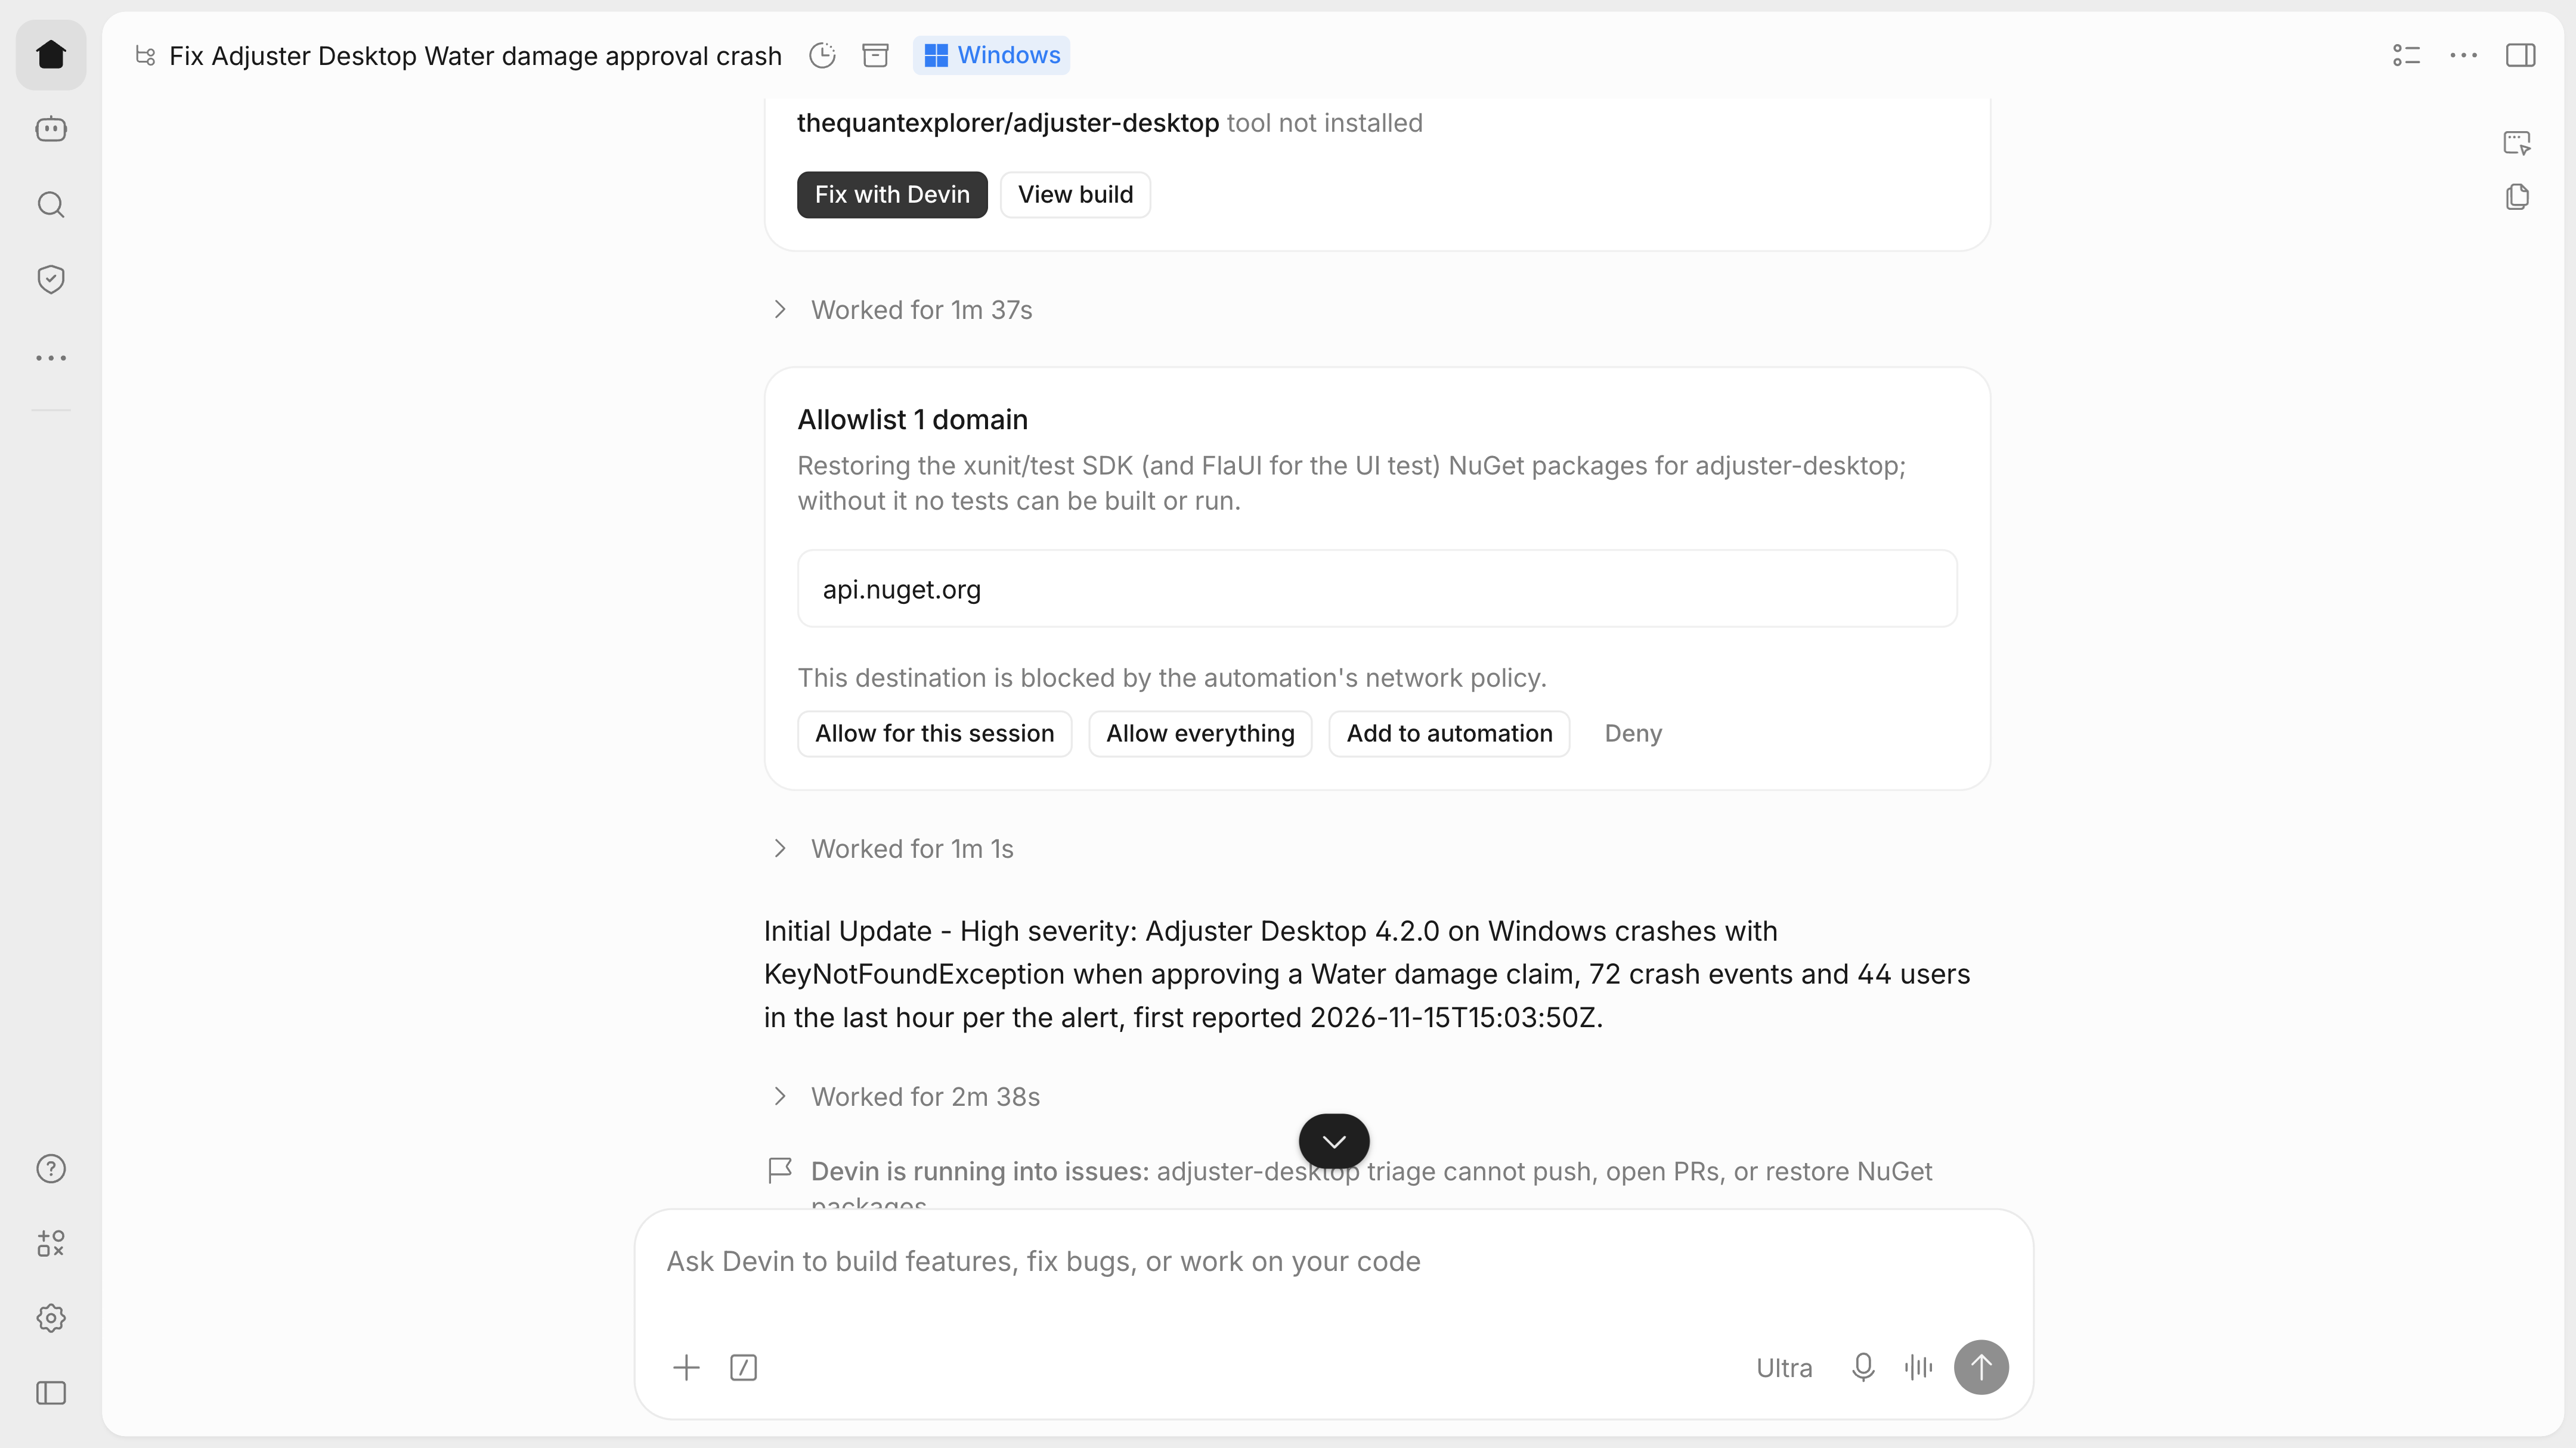 Fix Adjuster Desktop Water damage approval crash
Windows
thequantexplorer/adjuster-desktop tool not installed
Fix with Devin
View build
Worked for 1m 37s
Allowlist 1 domain
Restoring the xunit/test SDK (and FlaUI for the UI test) NuGet packages for adjuster-desktop;
without it no tests can be built or run.
api.nuget.org
This destination is blocked by the automation's network policy.
Allow for this session
Allow everything
Add to automation
Deny
Worked for 1m 1s
Initial Update - High severity: Adjuster Desktop 4.2.0 on Windows crashes with
KeyNotFoundException when approving a Water damage claim, 72 crash events and 44 users
in the last hour per the alert, first reported 2026-11-15T15:03:50Z.
Worked for 2m 38s
Devin is running into issues: adjuster-desktop triage cannot push, open PRs, or restore NuGet
packages
Ask Devin to build features, fix bugs, or work on your code
Ultra